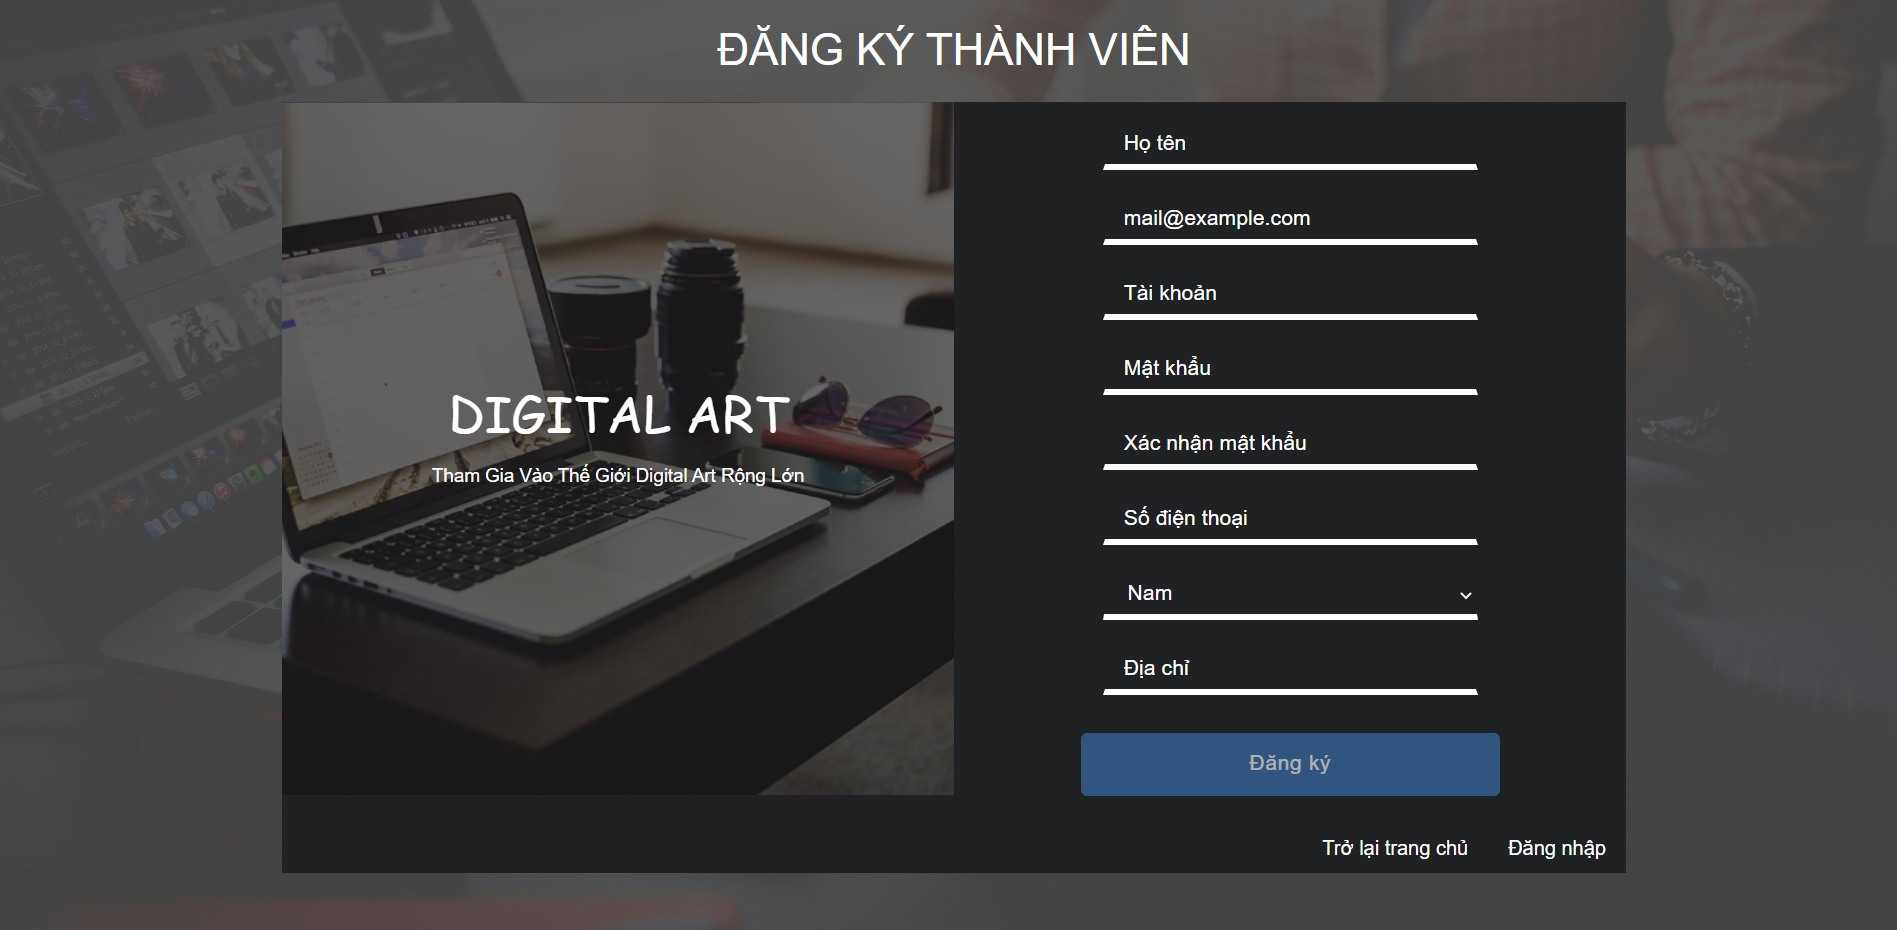 ĐĂNG KÝ THÀNH VIÊN
DIGITAL ART
Tham Gia Vào Thế Giới Digital Art Rộng Lớn
Họ tên
mail@example.com
Tài khoản
Mật khẩu
Xác nhận mật khẩu
Số điện thoại
Nam
Địa chỉ
Đăng ký
Trở lại trang chủ
Đăng nhập